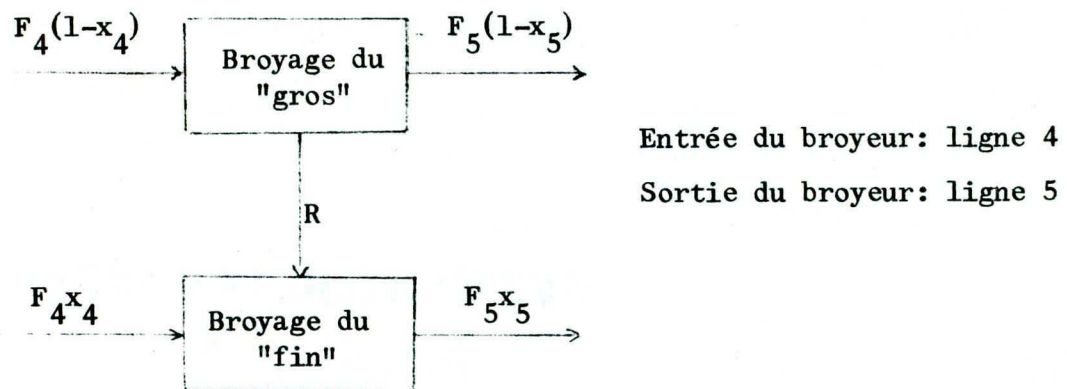 F4(1-x4)
F5(1-x5)
Broyage du
"gros"
Entrée du broyeur: ligne 4
Sortie du broyeur: ligne 5
R
F4x4
F5x5
Broyage du
"fin"